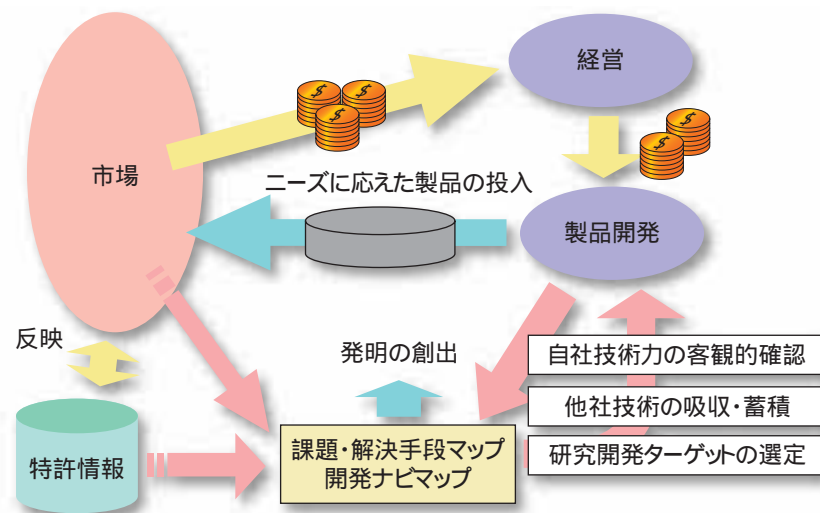 経営
$ $ $
$
$
市場
ニーズに応えた製品の投入
製品開発
反映
発明の創出
自社技術力の客観的確認
他社技術の吸収・蓄積
研究開発ターゲットの選定
特許情報
課題・解決手段マップ
開発ナビマップ